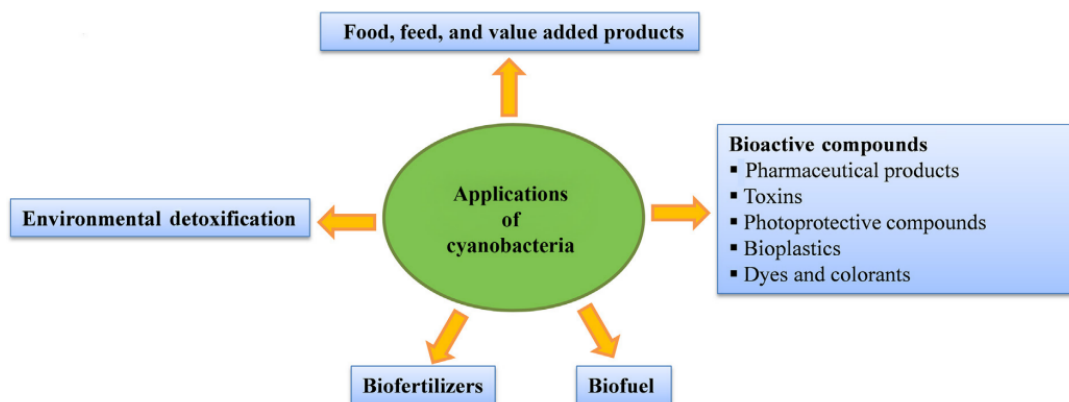 Food, feed, and value added products
Bioactive compounds
▪ Pharmaceutical products
▪ Toxins
▪ Photoprotective compounds
▪ Bioplastics
▪ Dyes and colorants
Applications
of
cyanobacteria
Environmental detoxification
Biofertilizers
Biofuel